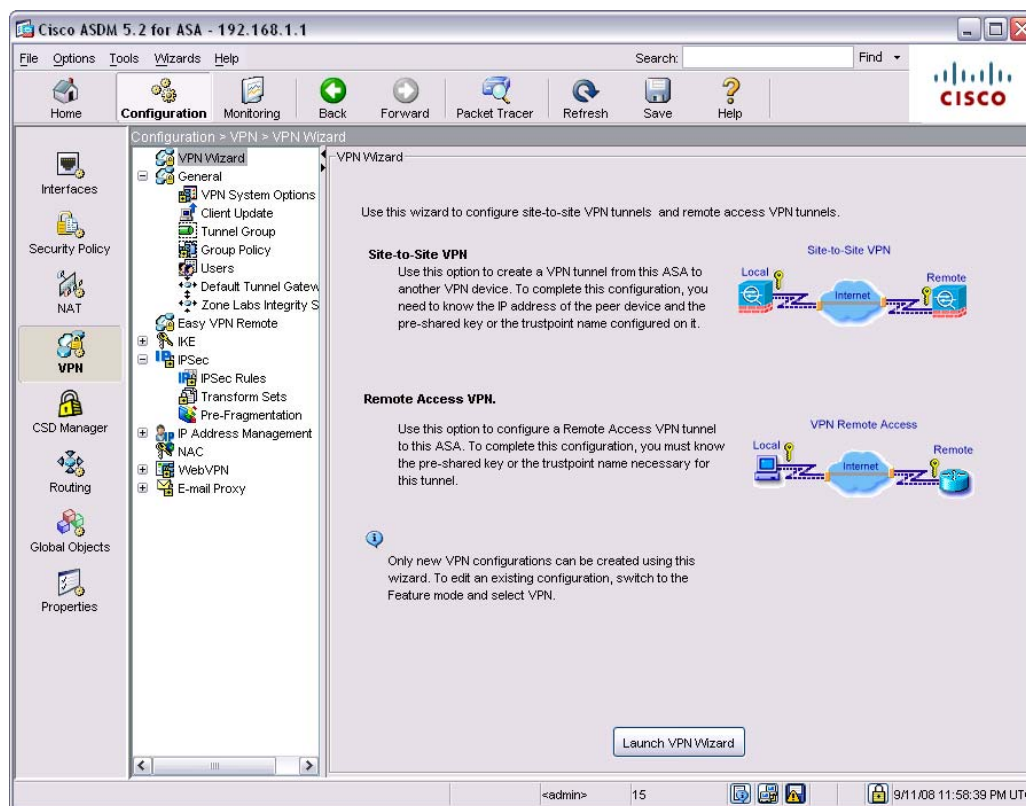 Cisco ASDM 5.2 for ASA - 192.168.1.1
File Options Tools Wizards Help Search: Find
Home Configuration Monitoring Back Forward Packet Tracer Refresh Save Help
CISCO
Configuration > VPN > VPN Wizard
Interfaces
Security Policy
NAT
VPN
CSD Manager
Routing
Global Objects
Properties
VPN Wizard
General
VPN System Options
Client Update
Tunnel Group
Group Policy
Users
Default Tunnel Gatew
Zone Labs Integrity S
Easy VPN Remote
IKE
IPSec
IPSec Rules
Transform Sets
Pre-Fragmentation
IP Address Management
NAC
WebVPN
E-mail Proxy
VPN Wizard
Use this wizard to configure site-to-site VPN tunnels and remote access VPN tunnels.
Site-to-Site VPN
Use this option to create a VPN tunnel from this ASA to
another VPN device. To complete this configuration, you
need to know the IP address of the peer device and the
pre-shared key or the trustpoint name configured on it.
Site-to-Site VPN
Local
Remote
Internet
Remote Access VPN.
Use this option to configure a Remote Access VPN tunnel
to this ASA. To complete this configuration, you must know
the pre-shared key or the trustpoint name necessary for
this tunnel.
VPN Remote Access
Local
Remote
Internet
Only new VPN configurations can be created using this
wizard. To edit an existing configuration, switch to the
Feature mode and select VPN.
Launch VPN Wizard
<admin> 15 9/11/08 11:58:39 PM UT